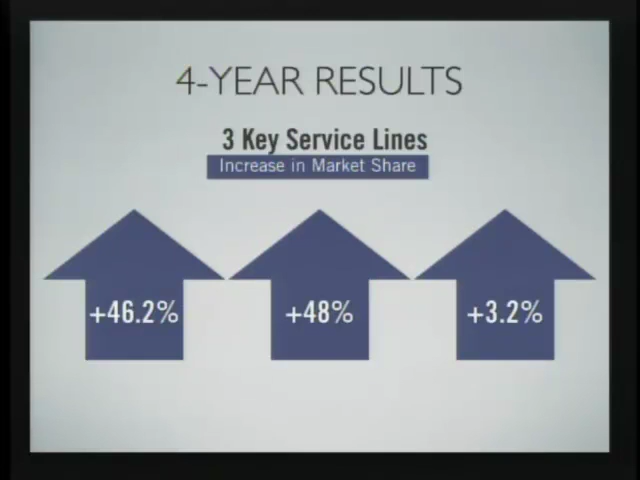 4-YEAR RESULTS
3 Key Service Lines
Increase in Market Share
+46.2% +48% +3.2%